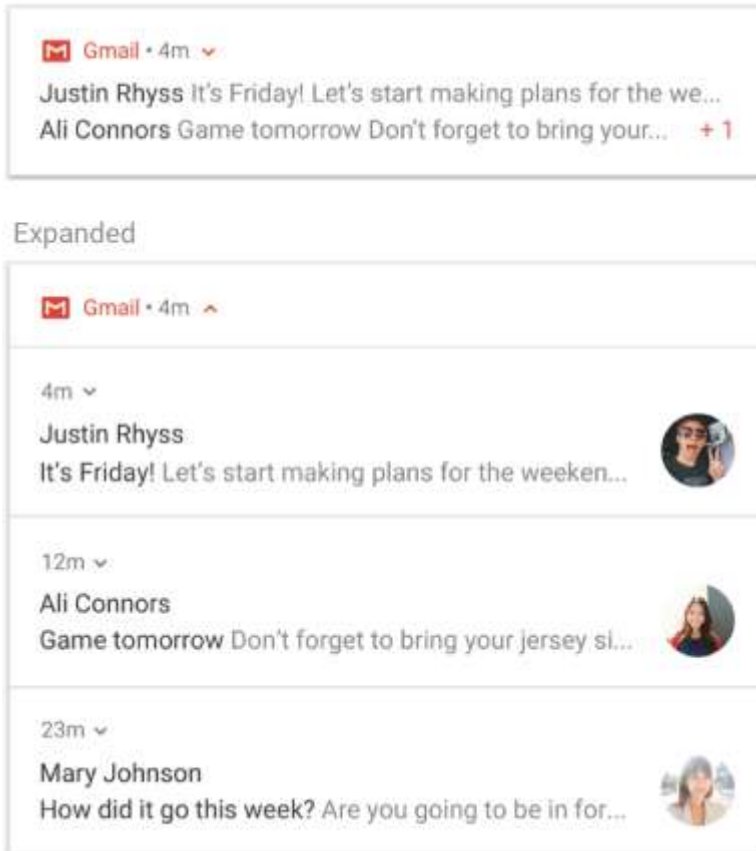 Gmail • 4m
Justin Rhyss It's Friday! Let's start making plans for the we...
Ali Connors Game tomorrow Don't forget to bring your... + 1
Expanded
Gmail • 4m
4m
Justin Rhyss
It's Friday! Let's start making plans for the weeken...
12m
Ali Connors
Game tomorrow Don't forget to bring your jersey si...
23m
Mary Johnson
How did it go this week? Are you going to be in for...